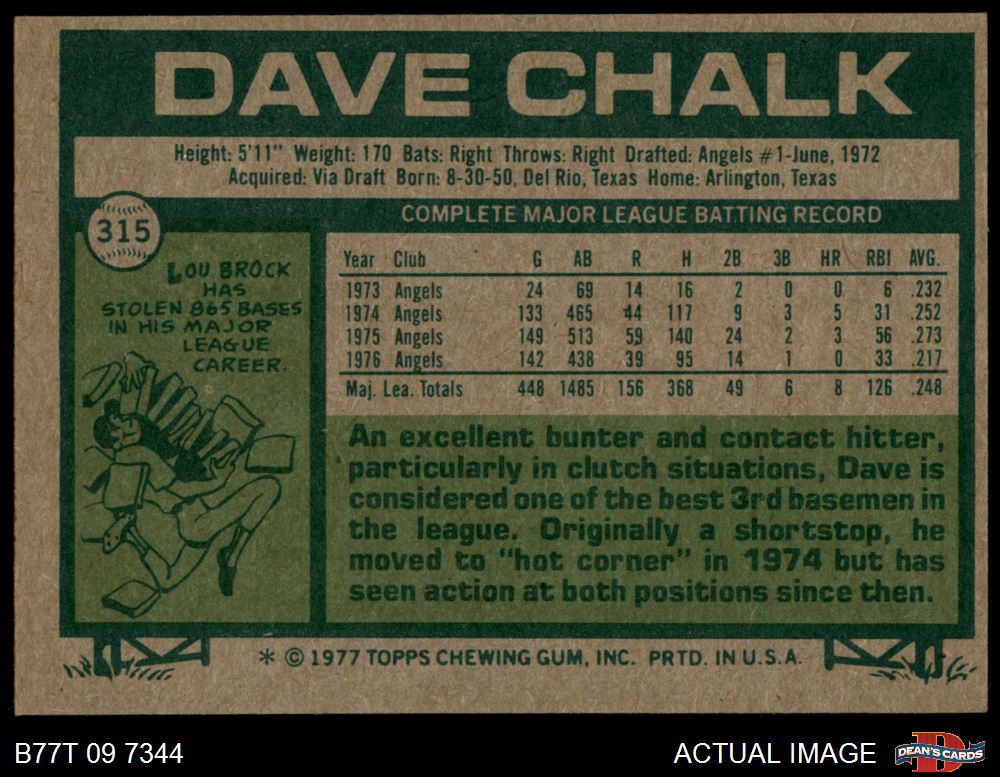 DAVE CHALK
Height: 5'11" Weight: 170 Bats: Right Throws: Right Drafted: Angels #1-June, 1972
Acquired: Via Draft Born: 8-30-50, Del Rio, Texas Home: Arlington, Texas
315
LOU BROCK
HAS
STOLEN 865 BASES
IN HIS MAJOR
LEAGUE
CAREER.
COMPLETE MAJOR LEAGUE BATTING RECORD
Year Club G AB R H 2B 3B HR RBI AVG.
1973 Angels 24 69 14 16 2 0 0 6 .232
1974 Angels 133 465 44 117 9 3 5 31 .252
1975 Angels 149 513 59 140 24 2 3 56 .273
1976 Angels 142 438 39 95 14 1 0 33 .217
Maj. Lea. Totals 448 1485 156 368 49 6 8 126 .248
An excellent bunter and contact hitter,
particularly in clutch situations, Dave is
considered one of the best 3rd basemen in
the league. Originally a shortstop, he
moved to "hot corner" in 1974 but has
seen action at both positions since then.
* © 1977 TOPPS CHEWING GUM, INC. PRTD. IN U.S.A.
B77T 09 7344
ACTUAL IMAGE
DEAN'S CARDS